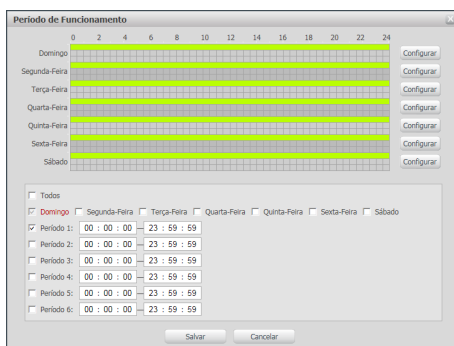 Período de Funcionamento
0 2 4 6 8 10 12 14 16 18 20 22 24
Domingo Configurar
Segunda-Feira Configurar
Terça-Feira Configurar
Quarta-Feira Configurar
Quinta-Feira Configurar
Sexta-Feira Configurar
Sábado Configurar
Todos
Domingo Segunda-Feira Terça-Feira Quarta-Feira Quinta-Feira Sexta-Feira Sábado
Período 1: 00 : 00 : 00 — 23 : 59 : 59
Período 2: 00 : 00 : 00 — 23 : 59 : 59
Período 3: 00 : 00 : 00 — 23 : 59 : 59
Período 4: 00 : 00 : 00 — 23 : 59 : 59
Período 5: 00 : 00 : 00 — 23 : 59 : 59
Período 6: 00 : 00 : 00 — 23 : 59 : 59
Salvar Cancelar